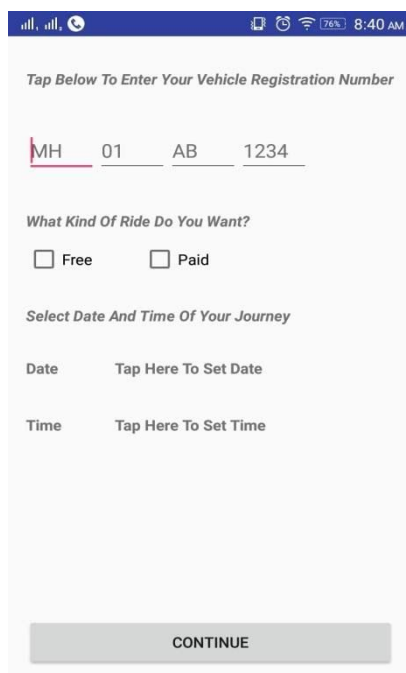 76% 8:40 AM
Tap Below To Enter Your Vehicle Registration Number
MH 01 AB 1234
What Kind Of Ride Do You Want?
Free Paid
Select Date And Time Of Your Journey
Date Tap Here To Set Date
Time Tap Here To Set Time
CONTINUE